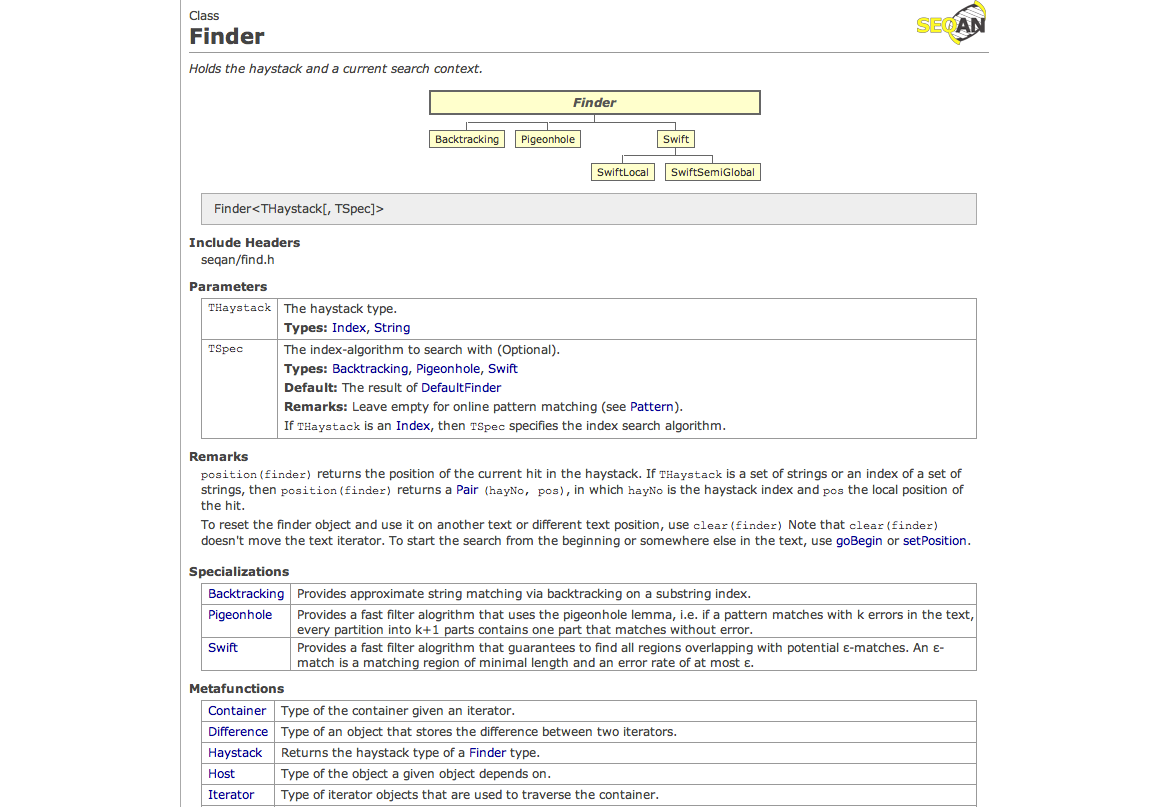 Class
Finder
SEQAN
Holds the haystack and a current search context.
Finder
Backtracking Pigeonhole Swift
SwiftLocal SwiftSemiGlobal
Finder<THaystack[, TSpec]>
Include Headers
seqan/find.h
Parameters
THaystack The haystack type.
Types: Index, String
TSpec The index-algorithm to search with (Optional).
Types: Backtracking, Pigeonhole, Swift
Default: The result of DefaultFinder
Remarks: Leave empty for online pattern matching (see Pattern).
If THaystack is an Index, then TSpec specifies the index search algorithm.
Remarks
position(finder) returns the position of the current hit in the haystack. If THaystack is a set of strings or an index of a set of
strings, then position(finder) returns a Pair (hayNo, pos), in which hayNo is the haystack index and pos the local position of
the hit.
To reset the finder object and use it on another text or different text position, use clear(finder) Note that clear(finder)
doesn't move the text iterator. To start the search from the beginning or somewhere else in the text, use goBegin or setPosition.
Specializations
Backtracking Provides approximate string matching via backtracking on a substring index.
Pigeonhole Provides a fast filter alogrithm that uses the pigeonhole lemma, i.e. if a pattern matches with k errors in the text,
every partition into k+1 parts contains one part that matches without error.
Swift Provides a fast filter alogrithm that guarantees to find all regions overlapping with potential ε-matches. An ε-
match is a matching region of minimal length and an error rate of at most ε.
Metafunctions
Container Type of the container given an iterator.
Difference Type of an object that stores the difference between two iterators.
Haystack Returns the haystack type of a Finder type.
Host Type of the object a given object depends on.
Iterator Type of iterator objects that are used to traverse the container.